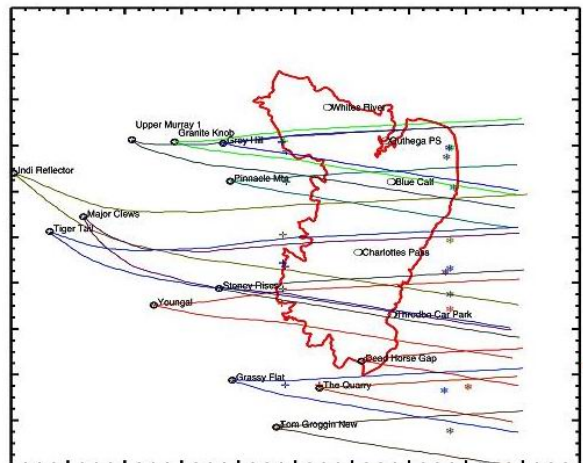 Whites River
Upper Murray 1
Granite Knob
Grey Hill
Guthega PS
Indi Reflector
Pinnacle Mtn
Blue Calf
Major Clews
Tiger Tail
Charlottes Pass
Stoney Rises
Youngal
Thredbo Car Park
Dead Horse Gap
Grassy Flat
The Quarry
Tom Groggin New